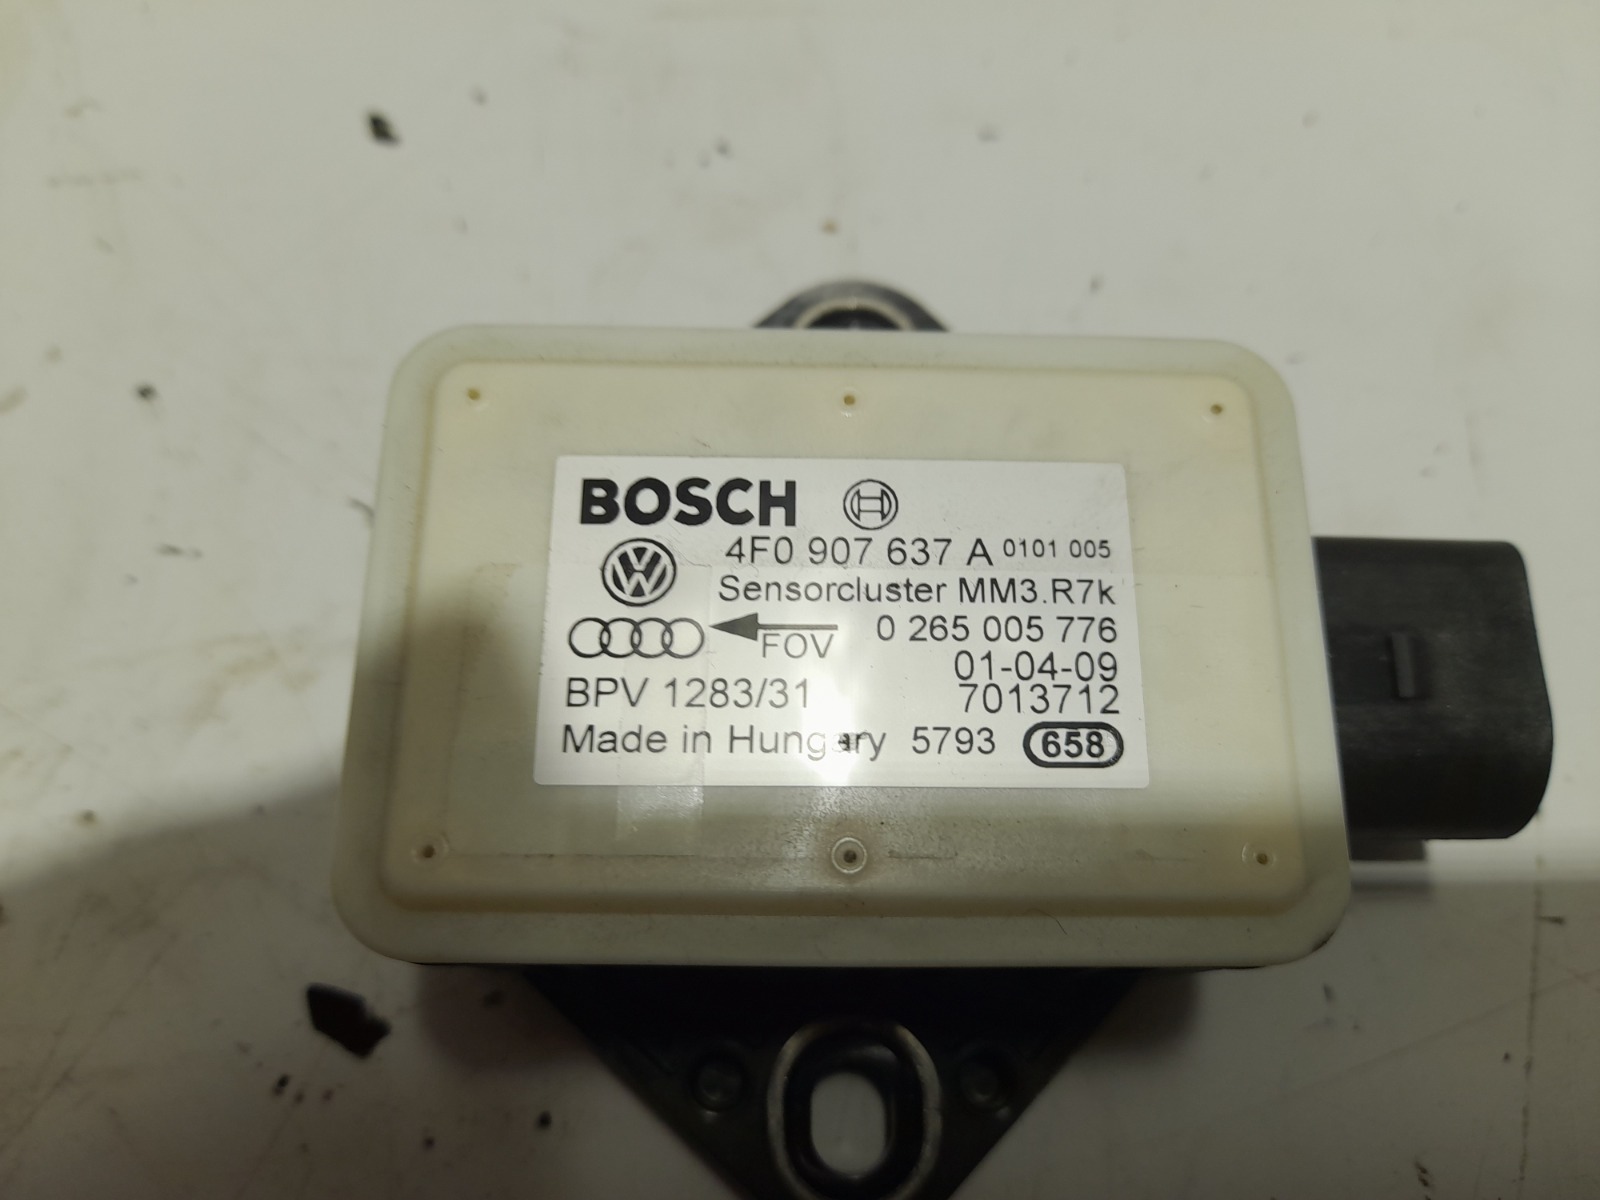 BOSCH
4F0 907 637 A 0101 005
Sensorcluster MM3.R7k
FOV 0 265 005 776
01-04-09
BPV 1283/31 7013712
Made in Hungary 5793 658